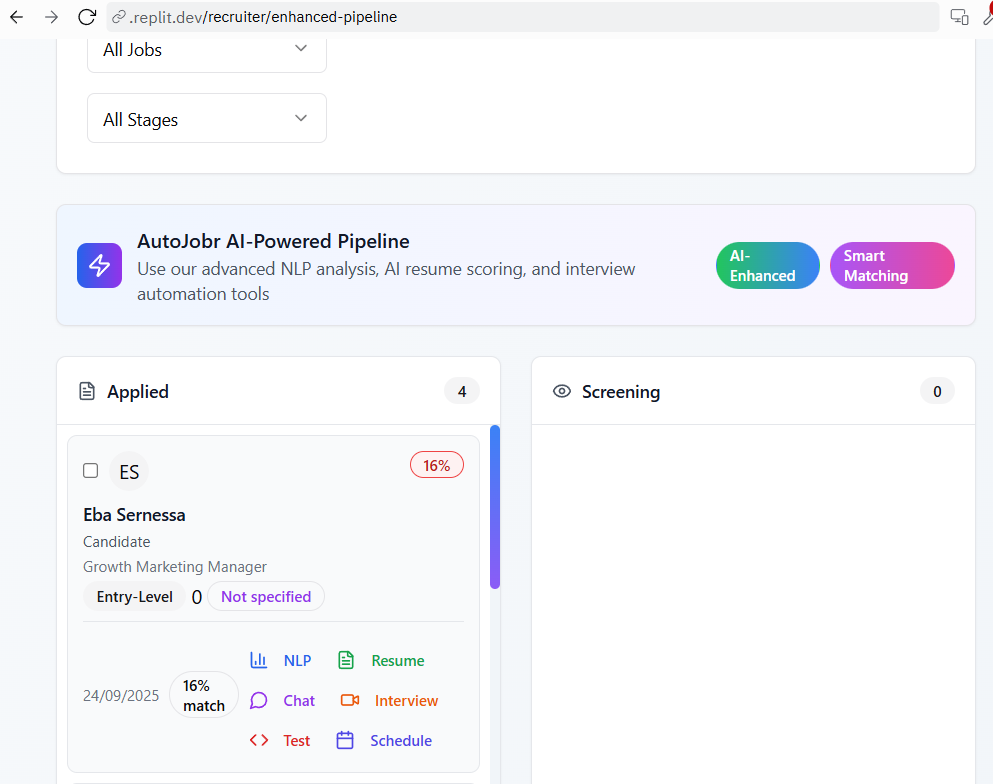 .replit.dev/recruiter/enhanced-pipeline
All Jobs
All Stages
AutoJobr AI-Powered Pipeline
Use our advanced NLP analysis, AI resume scoring, and interview
automation tools
AI-
Enhanced
Smart
Matching
Applied
4
Screening
0
ES
16%
Eba Sernessa
Candidate
Growth Marketing Manager
Entry-Level 0 Not specified
24/09/2025
16%
match
NLP
Resume
Chat
Interview
Test
Schedule